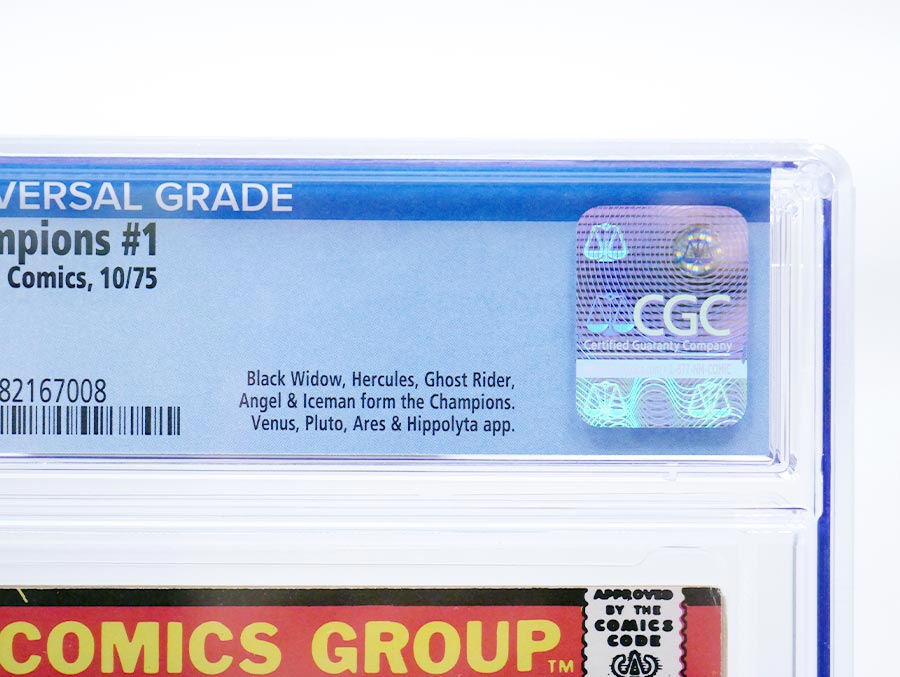 VERSAL GRADE
mpions #1
Comics, 10/75
82167008
Black Widow, Hercules, Ghost Rider,
Angel & Iceman form the Champions.
Venus, Pluto, Ares & Hippolyta app.
CGC
Certified Guaranty Company
COMICS GROUP™
APPROVED
BY THE
COMICS
CODE